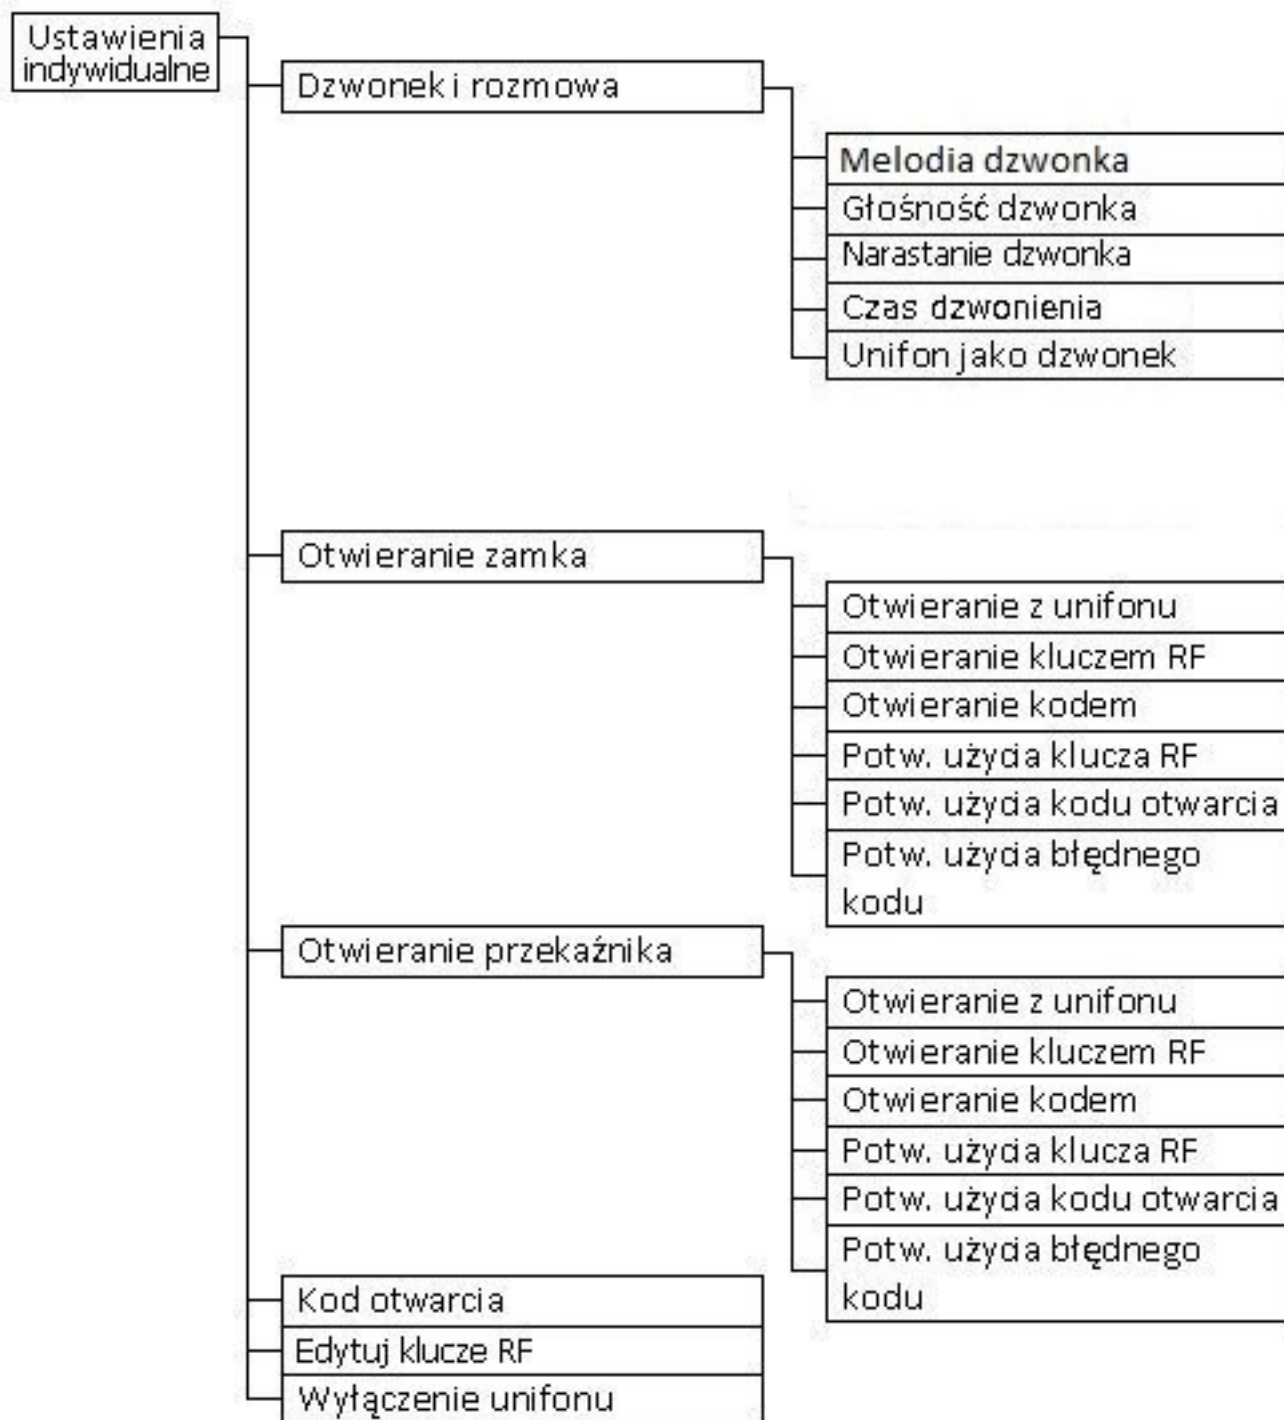 Ustawienia
indywidualne
Dzwonek i rozmowa
Melodia dzwonka
Głośność dzwonka
Narastanie dzwonka
Czas dzwonienia
Unifon jako dzwonek
Otwieranie zamka
Otwieranie z unifonu
Otwieranie kluczem RF
Otwieranie kodem
Potw. użycia klucza RF
Potw. użycia kodu otwarcia
Potw. użycia błędnego
kodu
Otwieranie przekaźnika
Otwieranie z unifonu
Otwieranie kluczem RF
Otwieranie kodem
Potw. użycia klucza RF
Potw. użycia kodu otwarcia
Potw. użycia błędnego
kodu
Kod otwarcia
Edytuj klucze RF
Wyłączenie unifonu